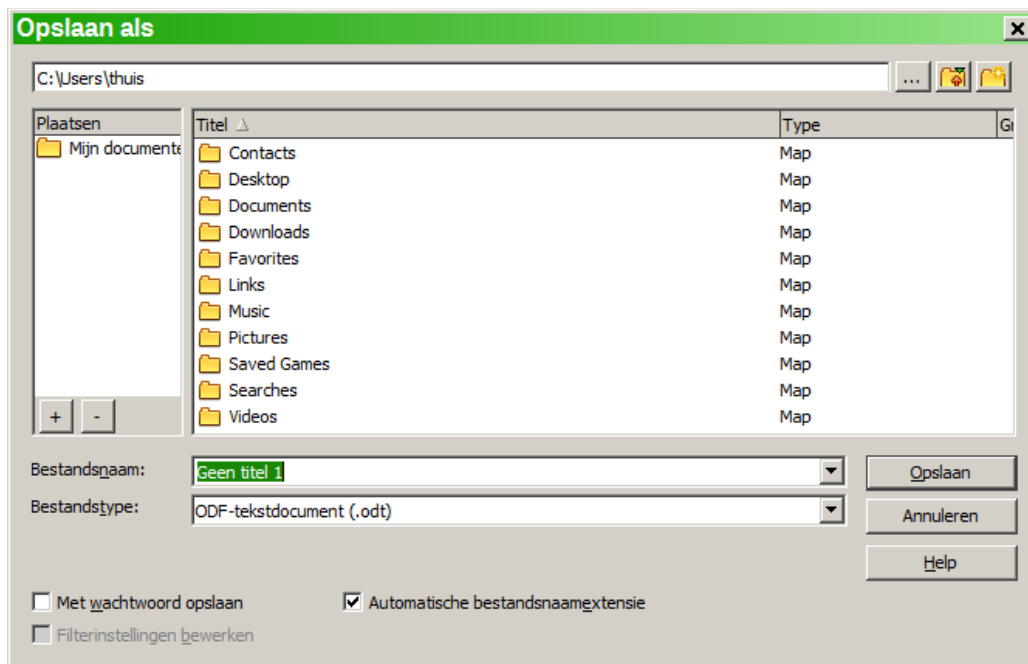 Opslaan als
C:\Users\thuis
...
Plaatsen
Mijn documente
Titel Type Gr
Contacts Map
Desktop Map
Documents Map
Downloads Map
Favorites Map
Links Map
Music Map
Pictures Map
Saved Games Map
Searches Map
Videos Map
+ -
Bestandsnaam: Geen titel 1 Opslaan
Bestandstype: ODF-tekstdocument (.odt) Annuleren
Help
Met wachtwoord opslaan Automatische bestandsnaamextensie
Filterinstellingen bewerken